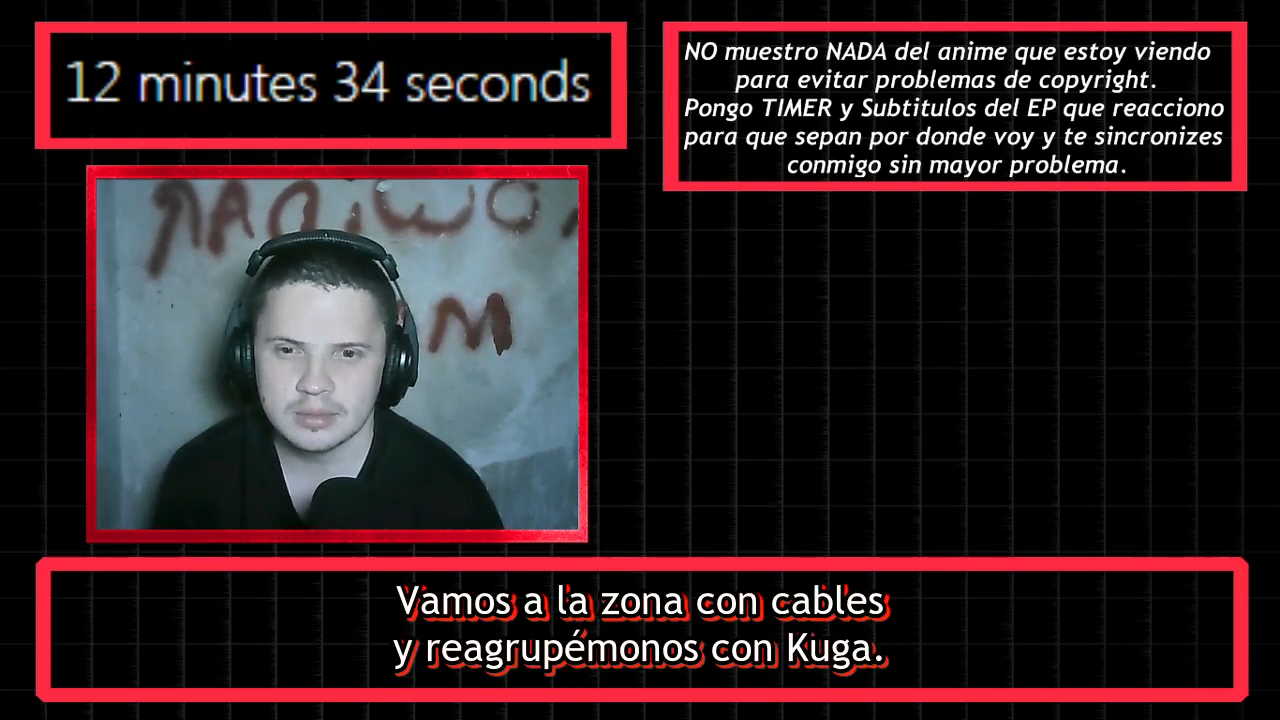 12 minutes 34 seconds
NO muestro NADA del anime que estoy viendo
para evitar problemas de copyright.
Pongo TIMER y Subtitulos del EP que reacciono
para que sepan por donde voy y te sincronizes
conmigo sin mayor problema.
Vamos a la zona con cables
y reagrupémonos con Kuga.